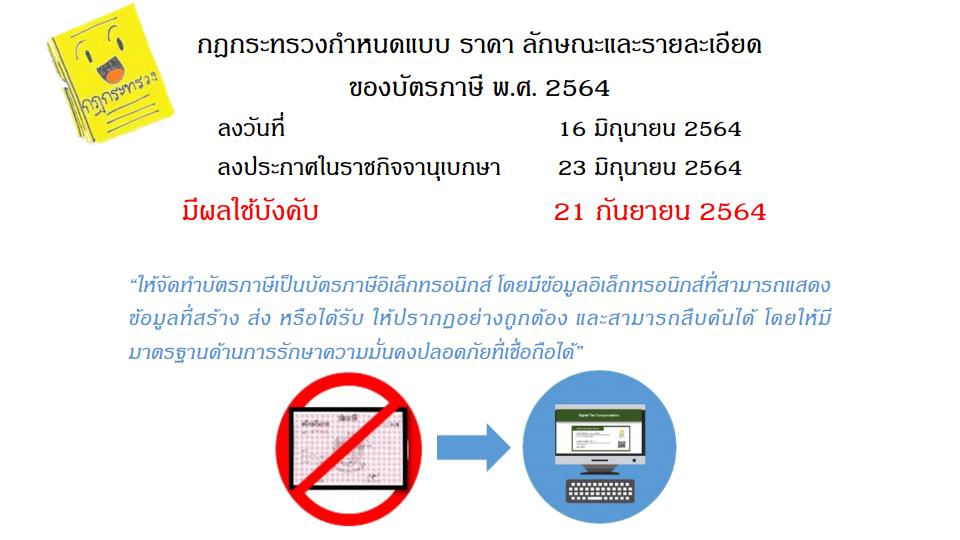 กฎกระทรวง
กฎกระทรวงกำหนดแบบ ราคา ลักษณะและรายละเอียด
ของบัตรภาษี พ.ศ. 2564
ลงวันที่ 16 มิถุนายน 2564
ลงประกาศในราชกิจจานุเบกษา 23 มิถุนายน 2564
มีผลใช้บังคับ 21 กันยายน 2564
“ให้จัดทำบัตรภาษีเป็นบัตรภาษีอิเล็กทรอนิกส์ โดยมีข้อมูลอิเล็กทรอนิกส์ที่สามารถแสดง
ข้อมูลที่สร้าง ส่ง หรือได้รับ ให้ปรากฏอย่างถูกต้อง และสามารถสืบค้นได้ โดยให้มี
มาตรฐานด้านการรักษาความมั่นคงปลอดภัยที่เชื่อถือได้”
Digital Tax Compensation